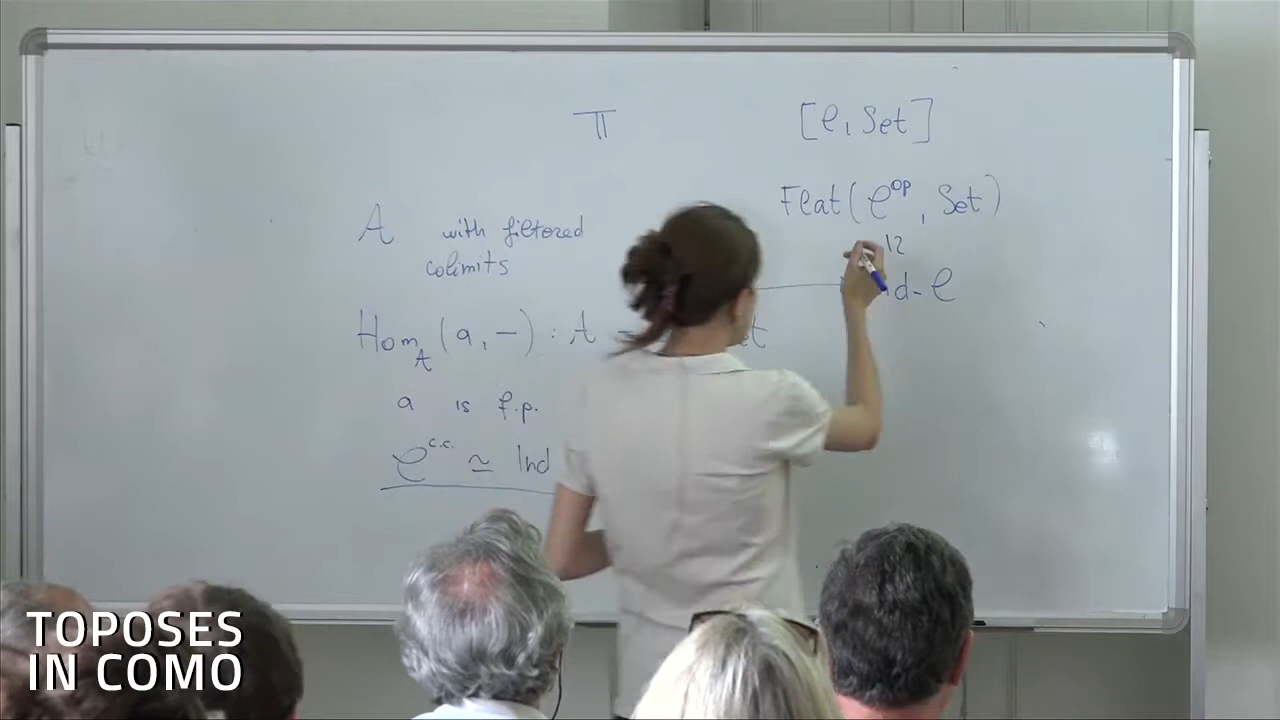 𝕋 [C, Set]
Flat(C^op, Set)
A with filtered
colimits
Hom_A (a, −) : A
a is f.p.
C^c.c. ≃ Ind
TOPOSES
IN COMO